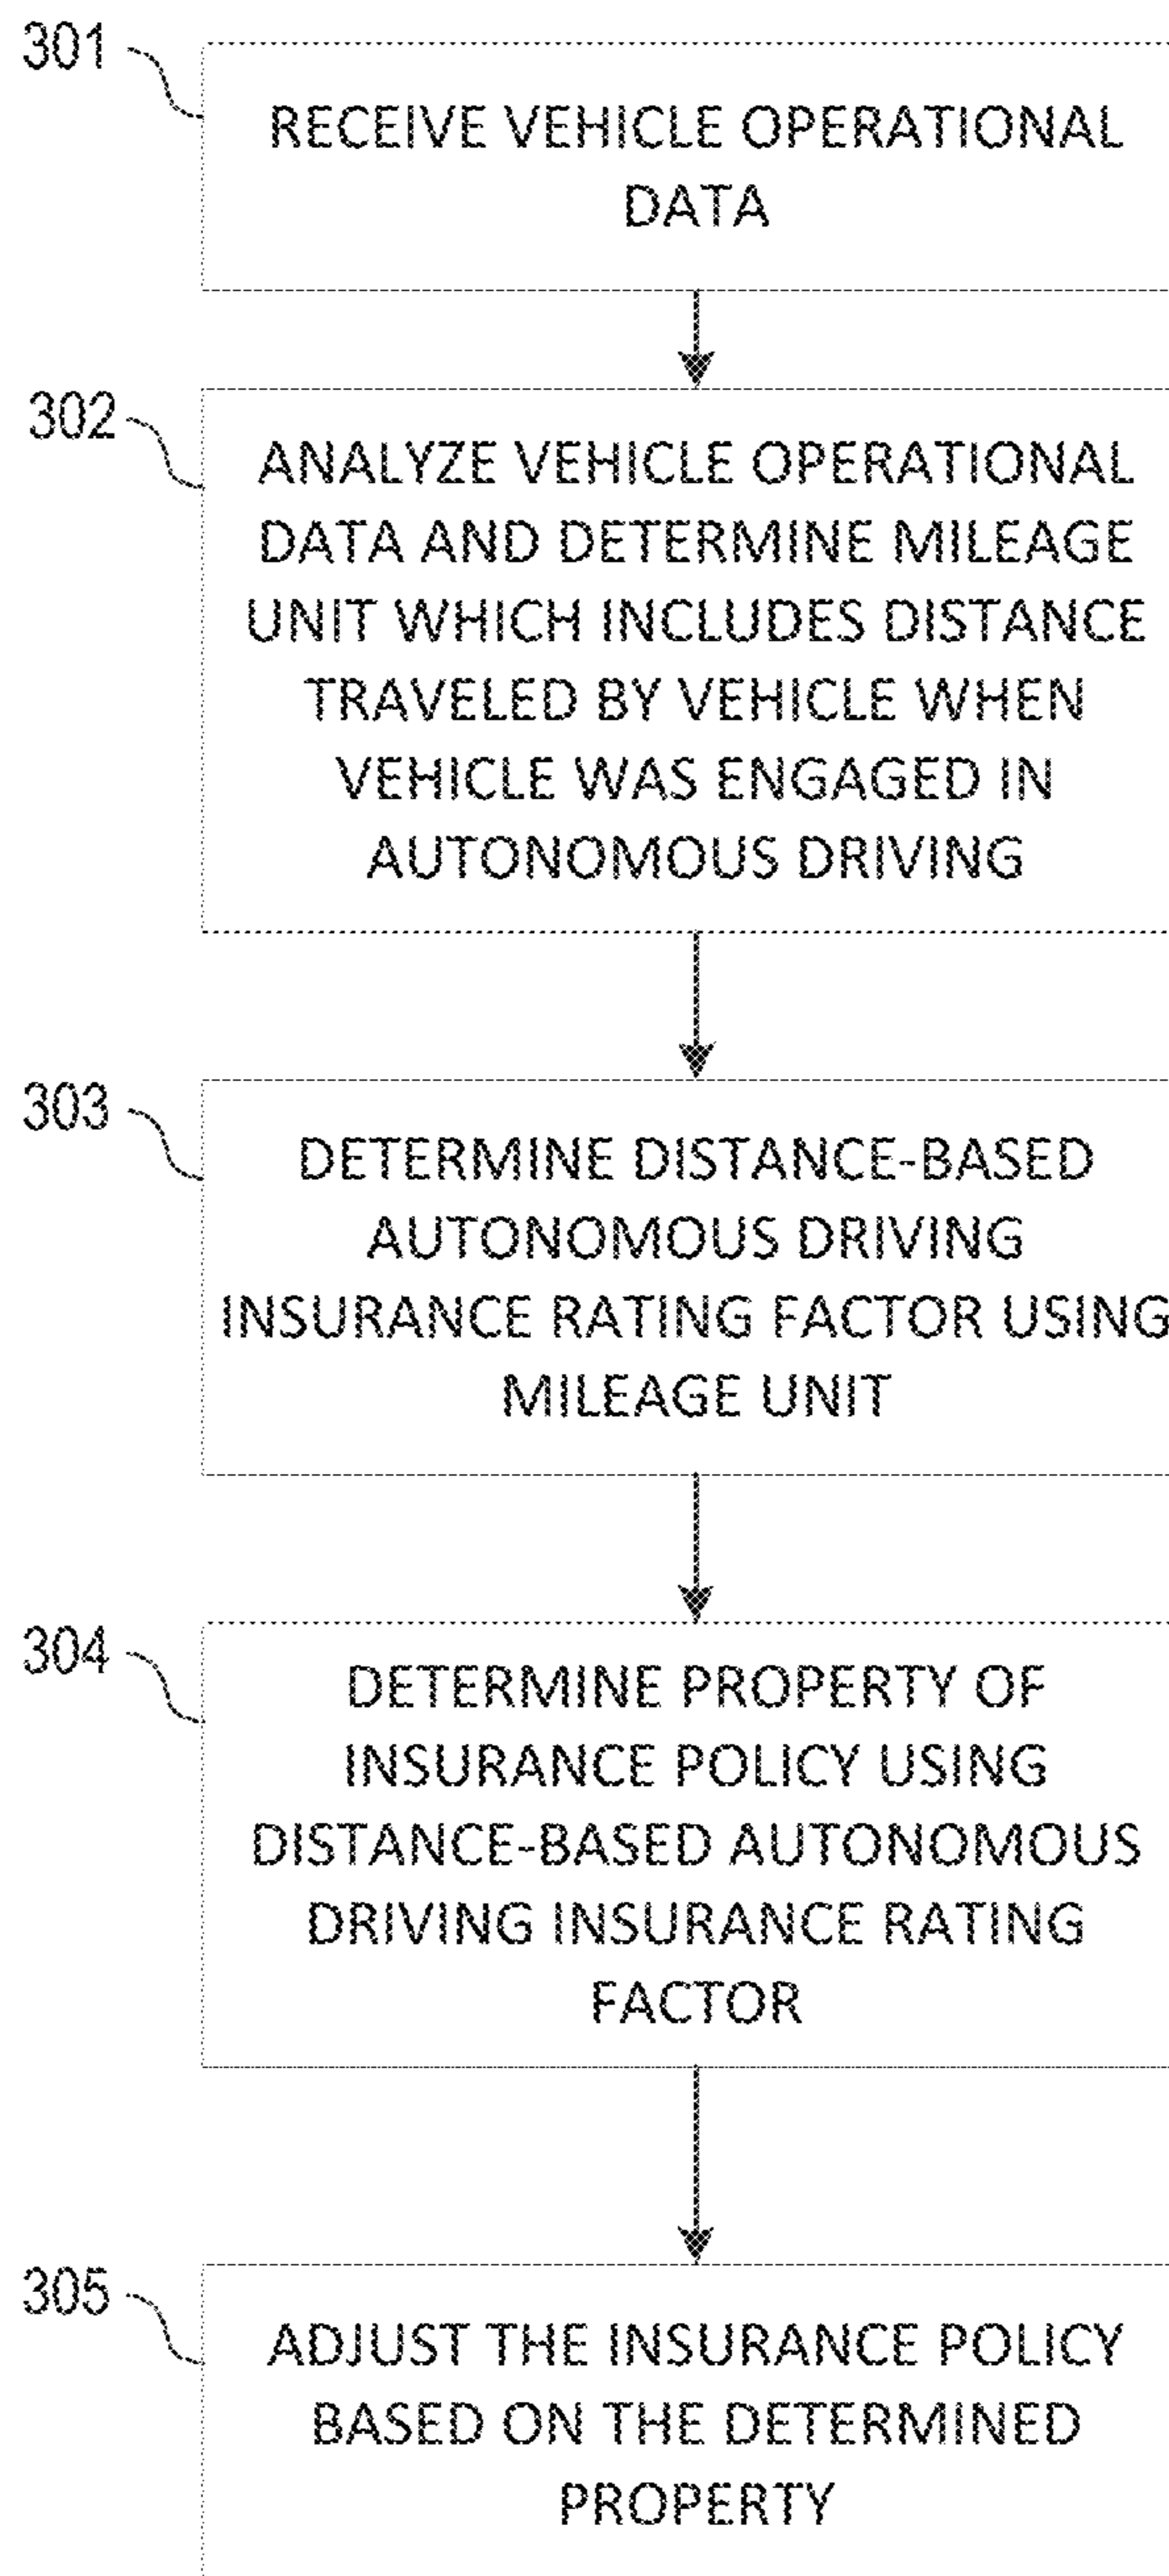 301
RECEIVE VEHICLE OPERATIONAL
DATA
302
ANALYZE VEHICLE OPERATIONAL
DATA AND DETERMINE MILEAGE
UNIT WHICH INCLUDES DISTANCE
TRAVELED BY VEHICLE WHEN
VEHICLE WAS ENGAGED IN
AUTONOMOUS DRIVING
303
DETERMINE DISTANCE-BASED
AUTONOMOUS DRIVING
INSURANCE RATING FACTOR USING
MILEAGE UNIT
304
DETERMINE PROPERTY OF
INSURANCE POLICY USING
DISTANCE-BASED AUTONOMOUS
DRIVING INSURANCE RATING
FACTOR
305
ADJUST THE INSURANCE POLICY
BASED ON THE DETERMINED
PROPERTY